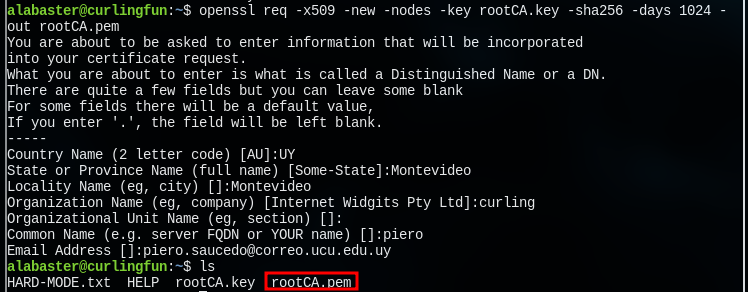 alabaster@curlingfun:~$ openssl req -x509 -new -nodes -key rootCA.key -sha256 -days 1024 -
out rootCA.pem
You are about to be asked to enter information that will be incorporated
into your certificate request.
What you are about to enter is what is called a Distinguished Name or a DN.
There are quite a few fields but you can leave some blank
For some fields there will be a default value,
If you enter '.', the field will be left blank.
-----
Country Name (2 letter code) [AU]:UY
State or Province Name (full name) [Some-State]:Montevideo
Locality Name (eg, city) []:Montevideo
Organization Name (eg, company) [Internet Widgits Pty Ltd]:curling
Organizational Unit Name (eg, section) []:
Common Name (e.g. server FQDN or YOUR name) []:piero
Email Address []:piero.saucedo@correo.ucu.edu.uy
alabaster@curlingfun:~$ ls
HARD-MODE.txt  HELP  rootCA.key  rootCA.pem